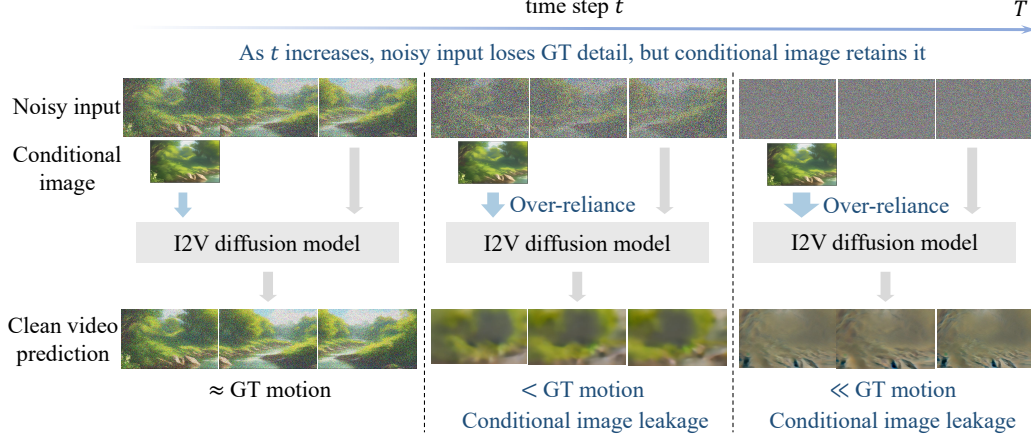 time step t
T
As t increases, noisy input loses GT detail, but conditional image retains it
Noisy input
Conditional
image
Over-reliance
Over-reliance
I2V diffusion model
I2V diffusion model
I2V diffusion model
Clean video
prediction
≈ GT motion
< GT motion
≪ GT motion
Conditional image leakage
Conditional image leakage